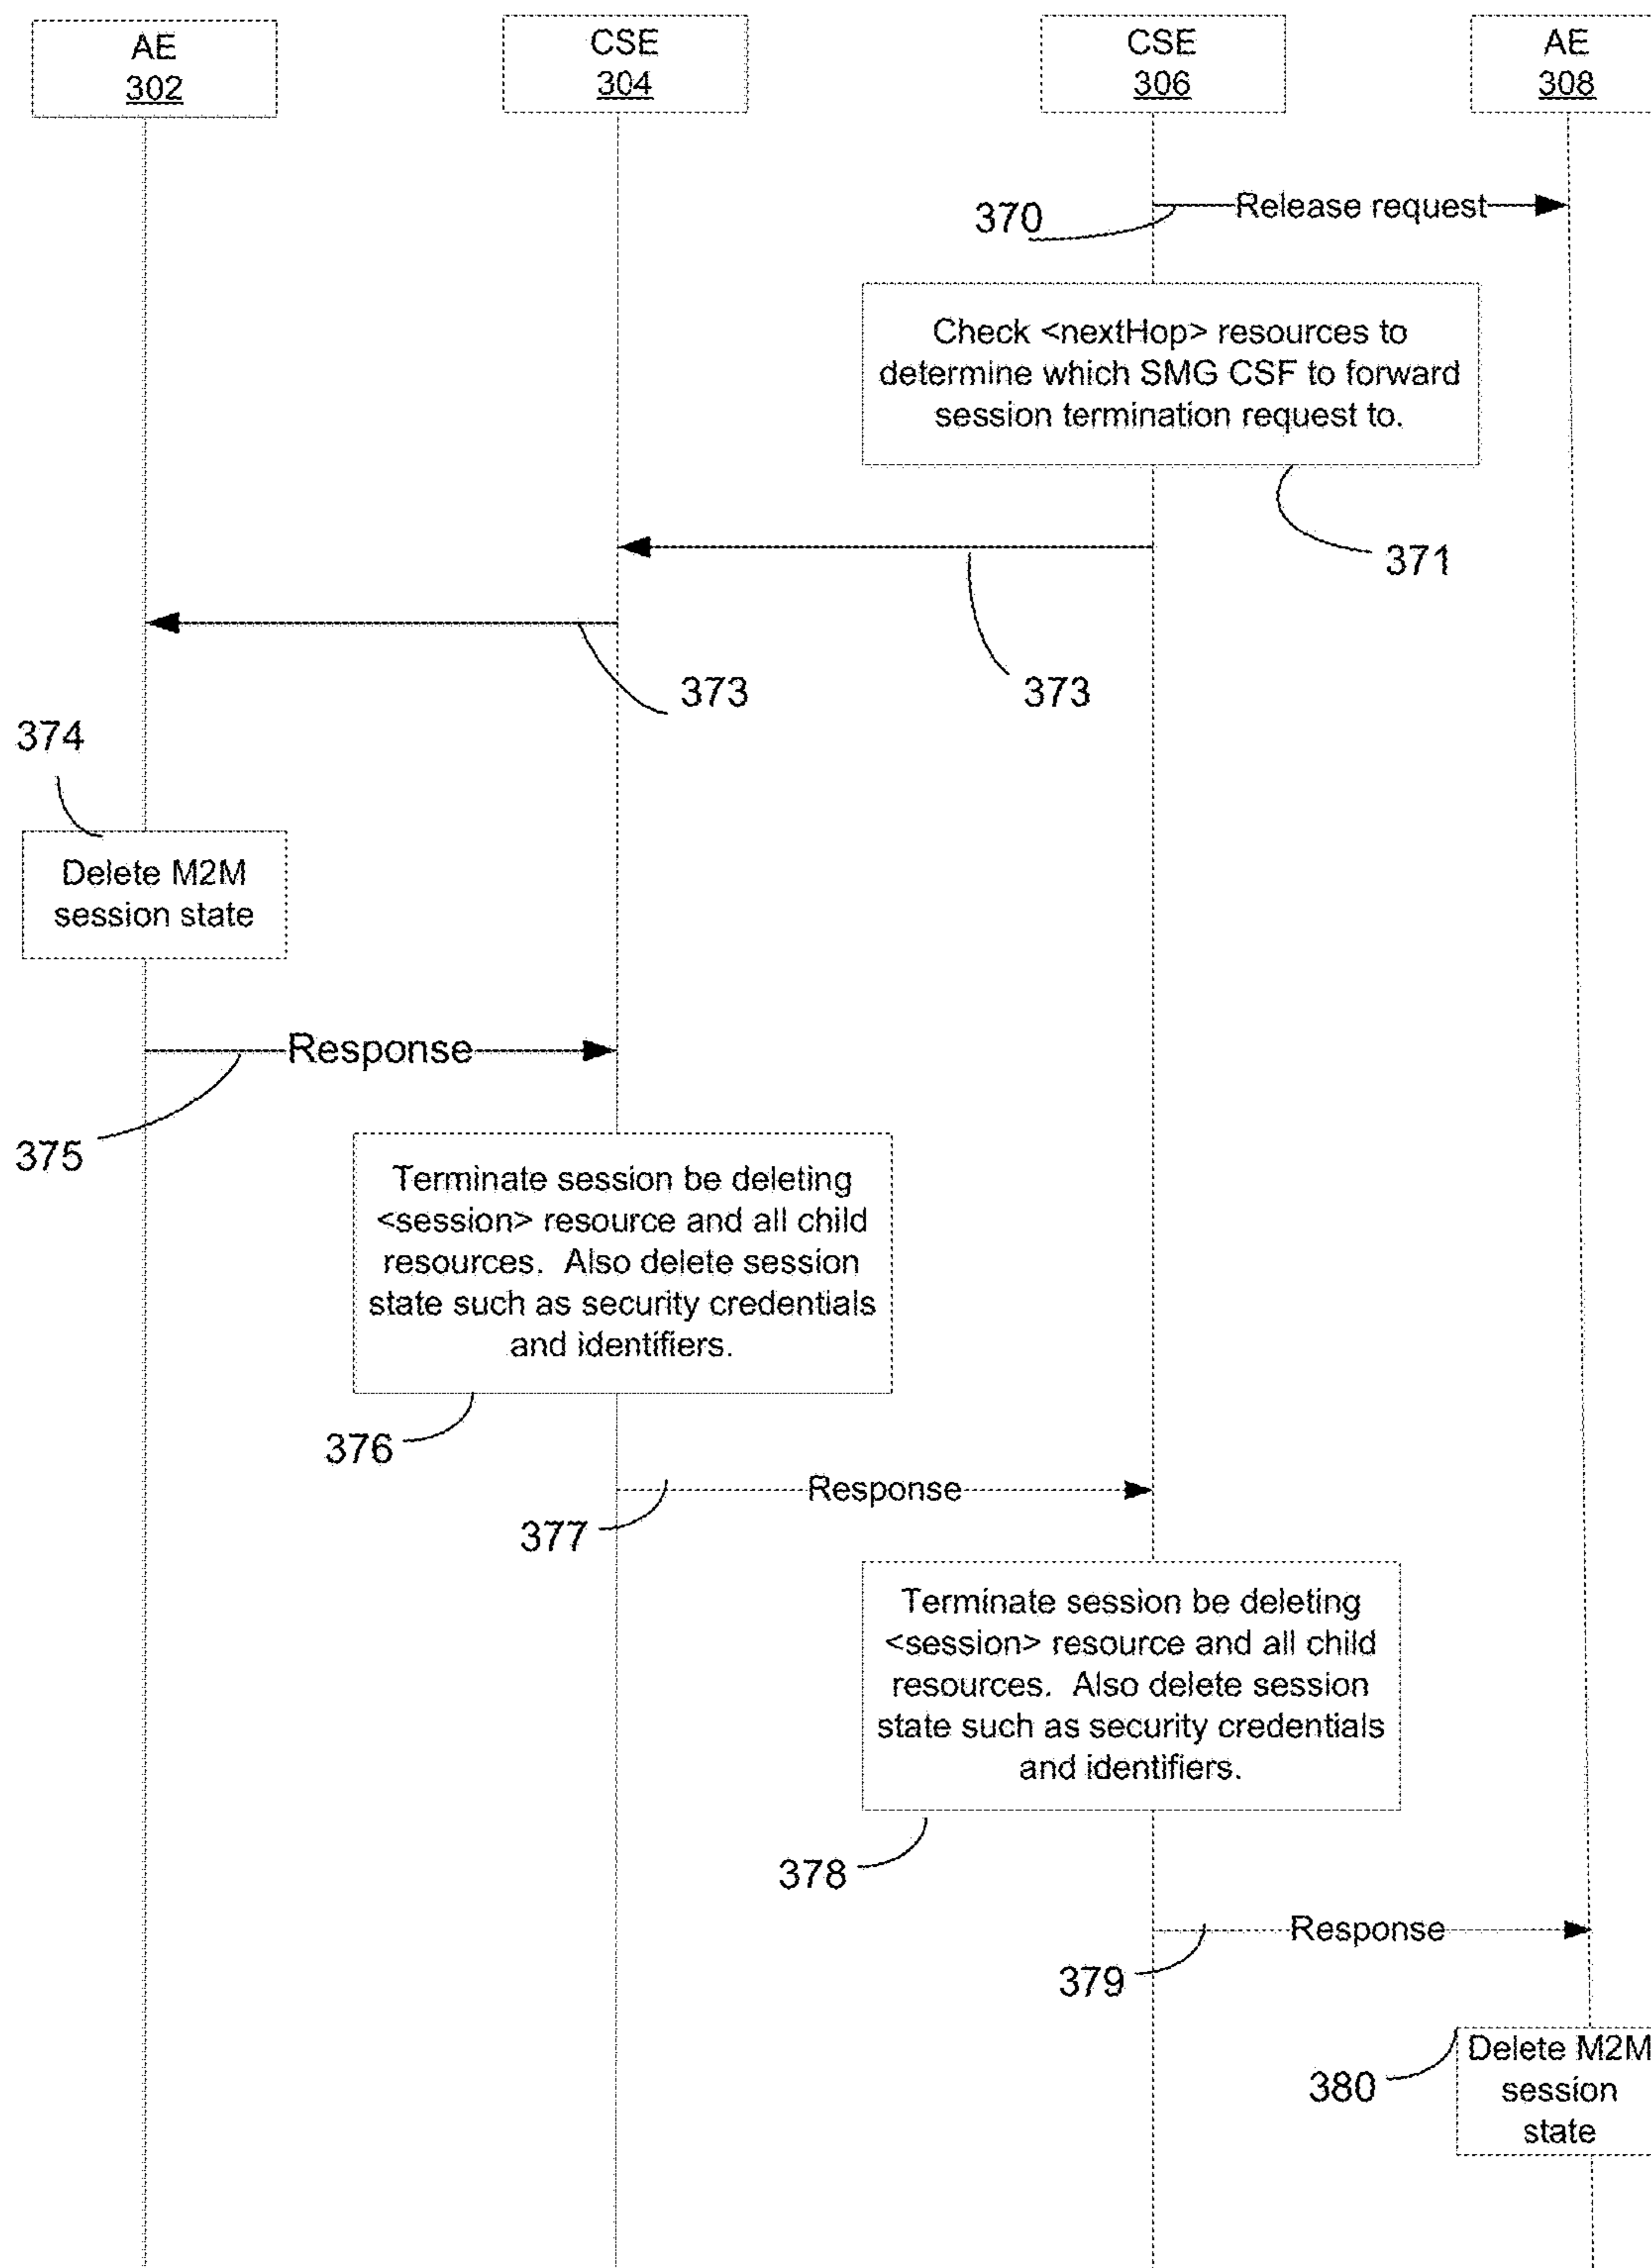 AE
302
CSE
304
CSE
306
AE
308
Release request
370
Check <nextHop> resources to
determine which SMG CSF to forward
session termination request to.
371
373
373
374
Delete M2M
session state
Response
375
Terminate session be deleting
<session> resource and all child
resources. Also delete session
state such as security credentials
and identifiers.
376
Response
377
Terminate session be deleting
<session> resource and all child
resources. Also delete session
state such as security credentials
and identifiers.
378
Response
379
Delete M2M
session
state
380